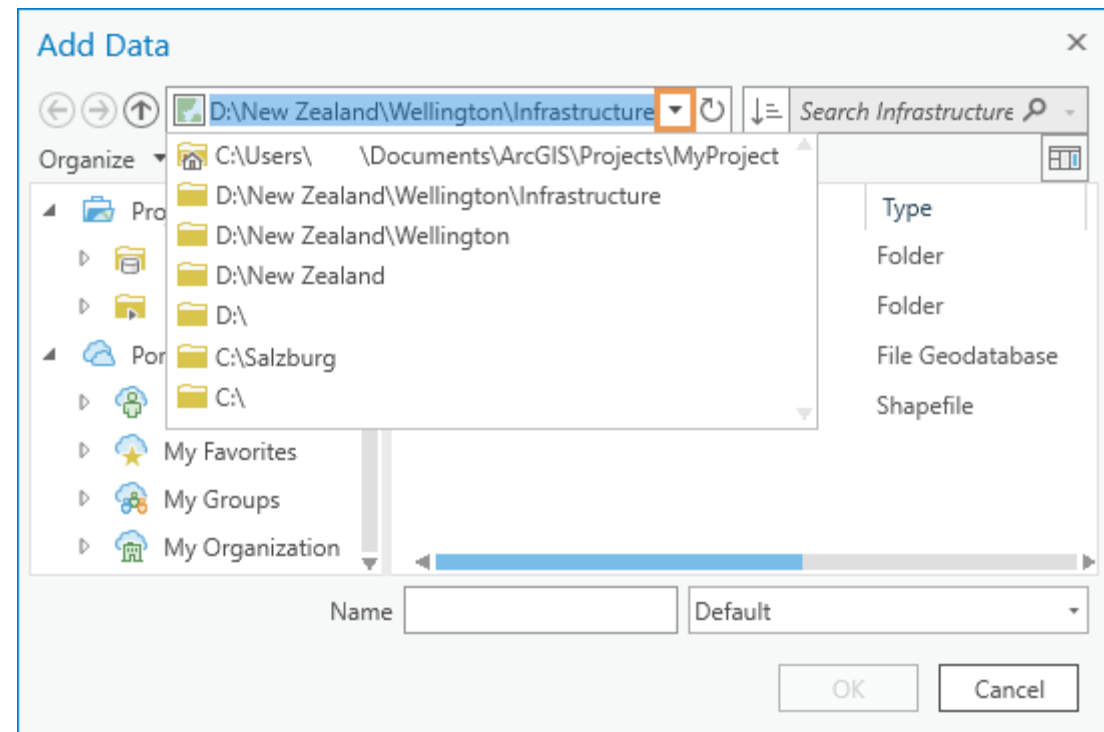 Add Data
D:\New Zealand\Wellington\Infrastructure
Search Infrastructure
Organize
C:\Users\ \Documents\ArcGIS\Projects\MyProject
D:\New Zealand\Wellington\Infrastructure
D:\New Zealand\Wellington
D:\New Zealand
D:\
C:\Salzburg
C:\
Type
Folder
Folder
File Geodatabase
Shapefile
My Favorites
My Groups
My Organization
Name
Default
OK
Cancel